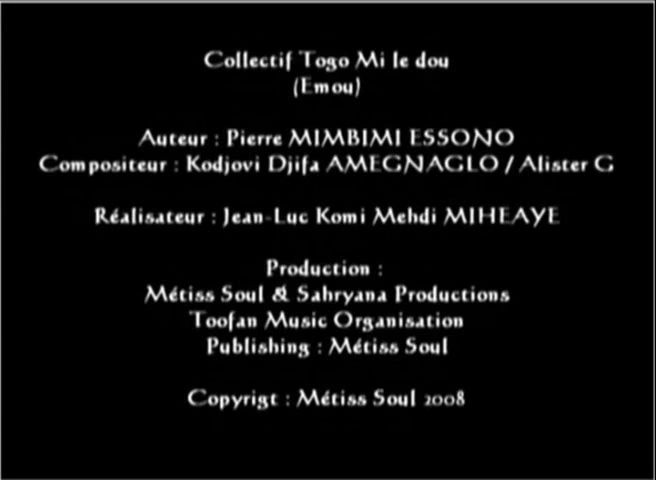 Collectif Togo Mi le dou
(Emou)
Auteur : Pierre MIMBIMI ESSONO
Compositeur : Kodjovi Djifa AMEGNAGLO / Alister G
Réalisateur : Jean-Luc Komi Mehdi MIHEAYE
Production :
Métiss Soul & Sahryana Productions
Toofan Music Organisation
Publishing : Métiss Soul
Copyrigt : Métiss Soul 2008